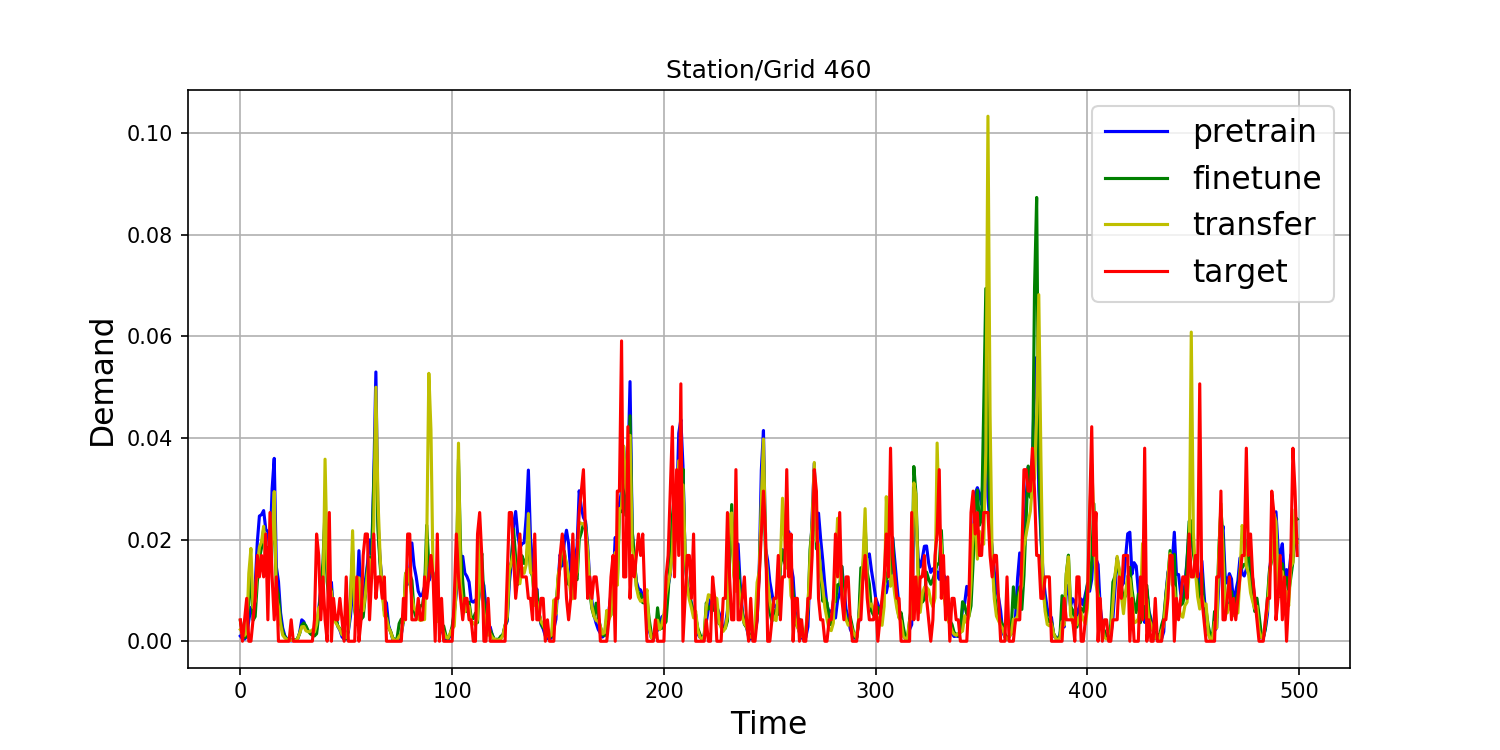 Station/Grid 460
0.10
0.08
0.06
0.04
0.02
0.00
Demand
0 100 200 300 400 500
Time
pretrain
finetune
transfer
target